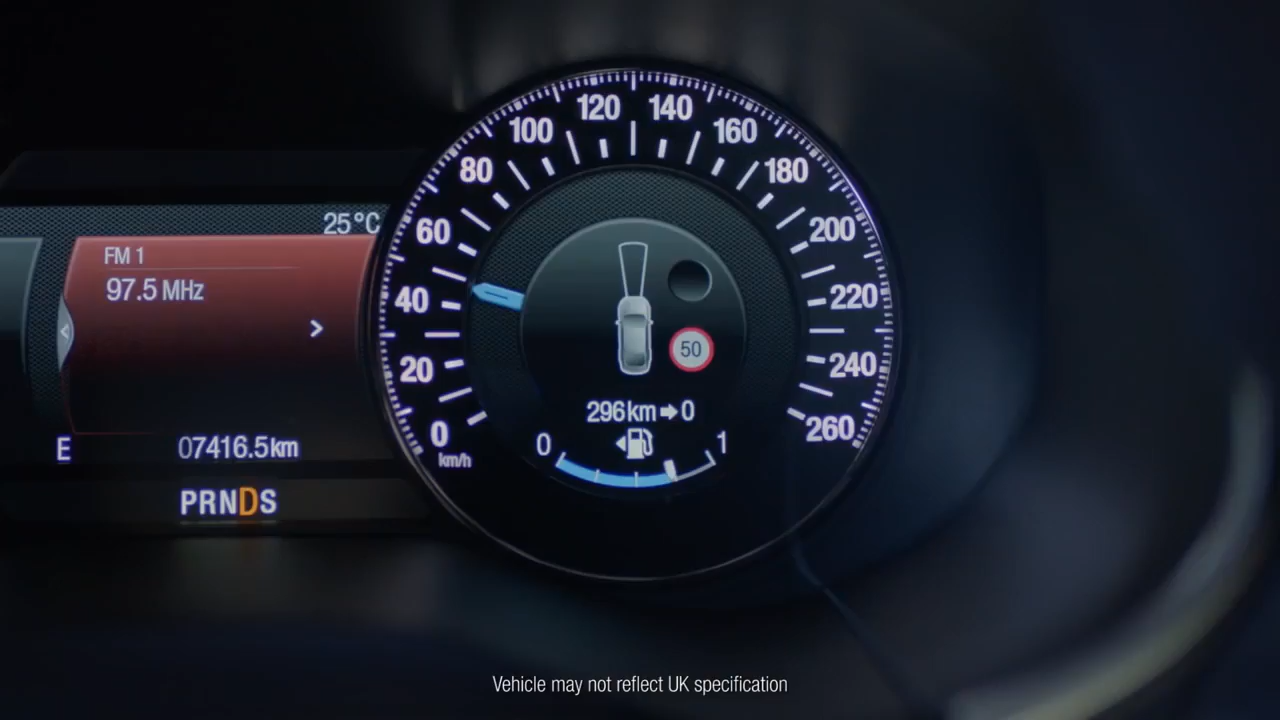 25°C
FM 1
97.5 MHz
E
07416.5km
PRNDS
0
20
40
60
80
100
120
140
160
180
200
220
240
260
km/h
50
296km➡0
0
1
Vehicle may not reflect UK specification